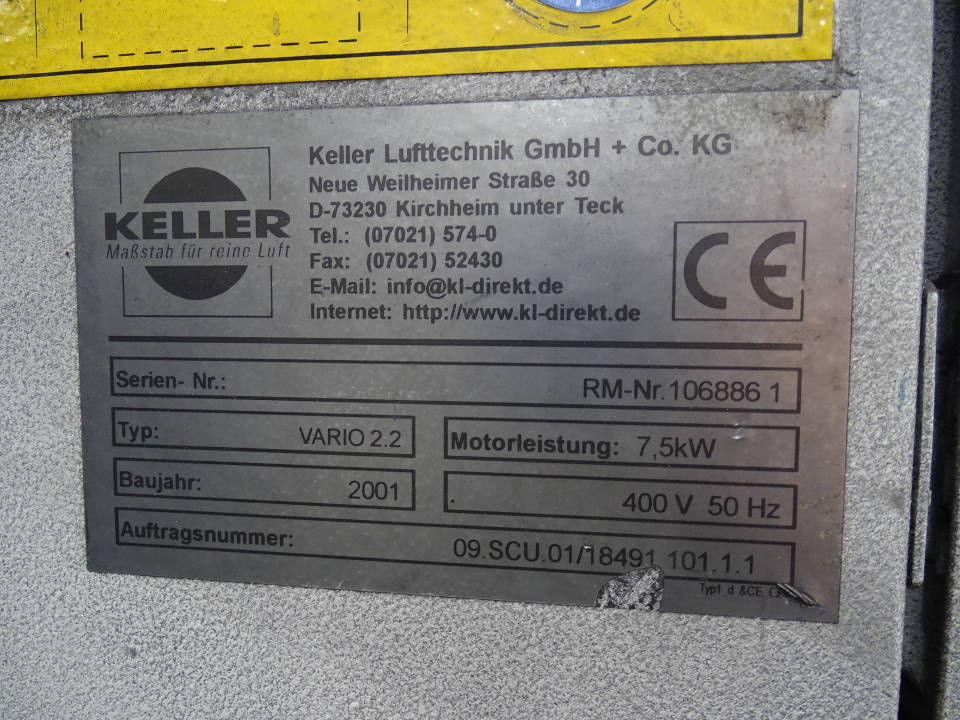 KELLER
Maßstab für reine Luft
Keller Lufttechnik GmbH + Co. KG
Neue Weilheimer Straße 30
D-73230 Kirchheim unter Teck
Tel.: (07021) 574-0
Fax: (07021) 52430
E-Mail: info@kl-direkt.de
Internet: http://www.kl-direkt.de
CE
Serien- Nr.: RM-Nr. 106886 1
Typ: VARIO 2.2
Motorleistung: 7,5kW
Baujahr: 2001
400 V 50 Hz
Auftragsnummer: 09.SCU.01/18491.101.1.1
Typ1_d &CE